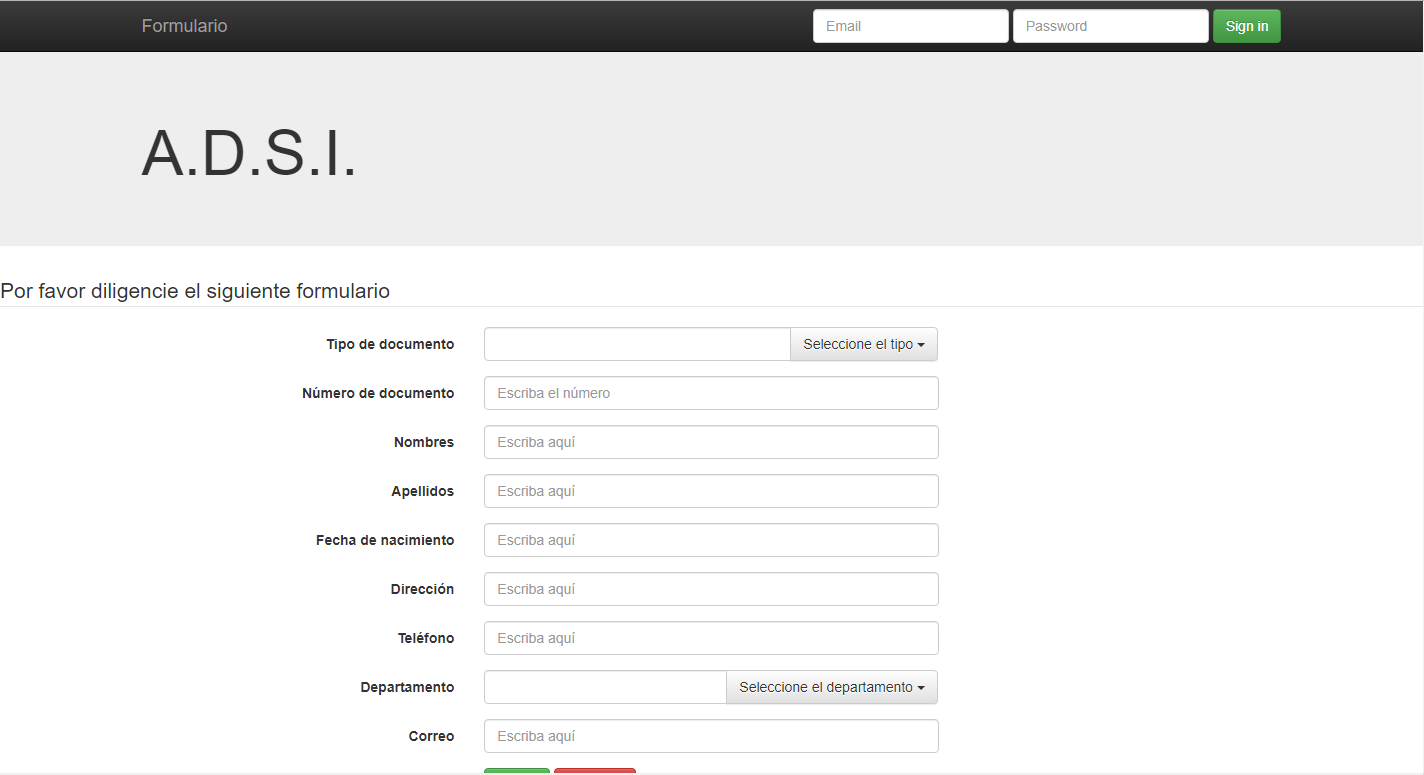 Formulario Email Password Sign in
A.D.S.I.
Por favor diligencie el siguiente formulario
Tipo de documento Seleccione el tipo
Número de documento Escriba el número
Nombres Escriba aquí
Apellidos Escriba aquí
Fecha de nacimiento Escriba aquí
Dirección Escriba aquí
Teléfono Escriba aquí
Departamento Seleccione el departamento
Correo Escriba aquí